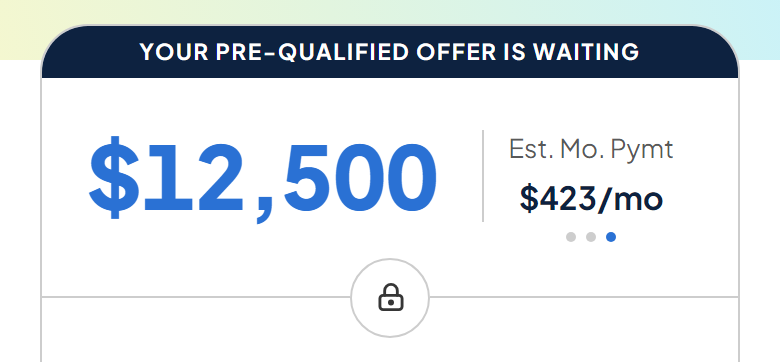 YOUR PRE-QUALIFIED OFFER IS WAITING
$12,500
Est. Mo. Pymt
$423/mo